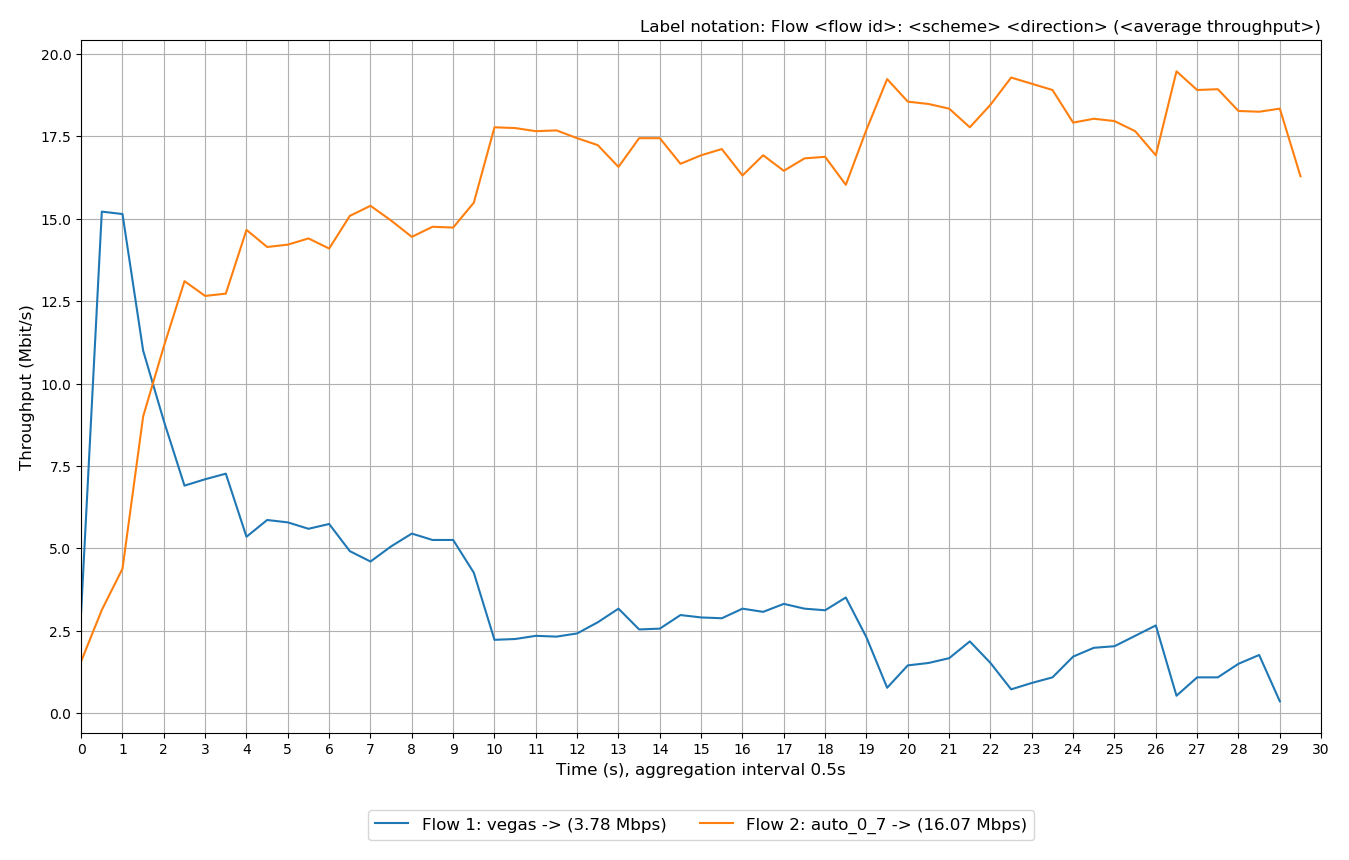 Label notation: Flow <flow id>: <scheme> <direction> (<average throughput>)
20.0
17.5
15.0
12.5
10.0
7.5
5.0
2.5
0.0
Throughput (Mbit/s)
0 1 2 3 4 5 6 7 8 9 10 11 12 13 14 15 16 17 18 19 20 21 22 23 24 25 26 27 28 29 30
Time (s), aggregation interval 0.5s
Flow 1: vegas -> (3.78 Mbps) Flow 2: auto_0_7 -> (16.07 Mbps)